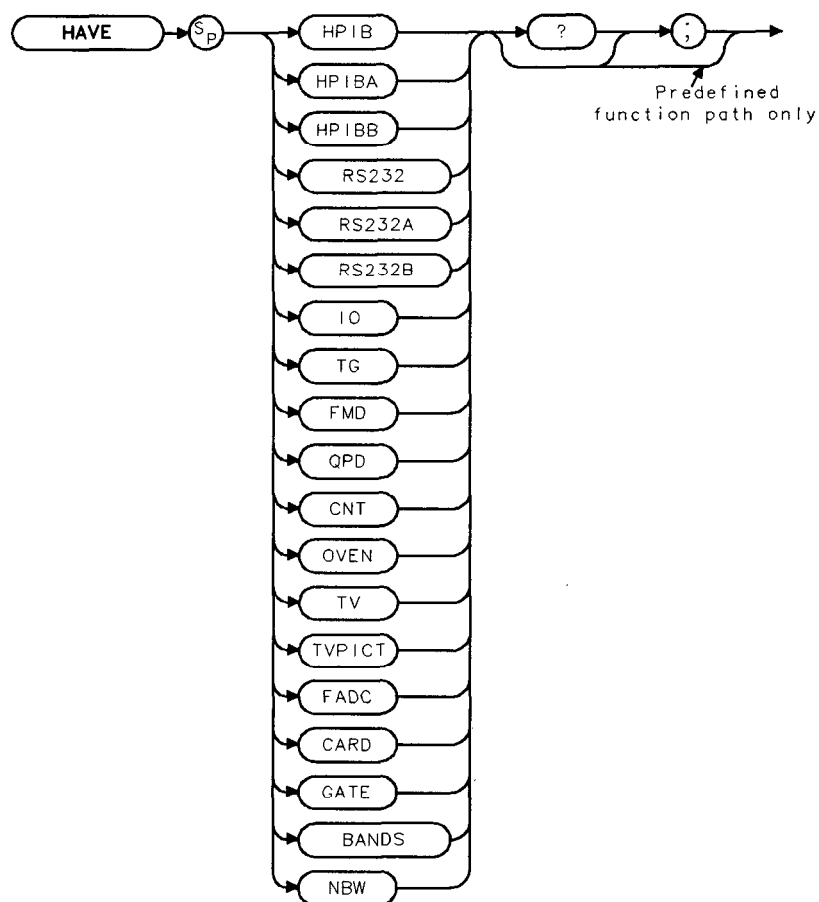 HAVE SP HPIB ? ;
HPIBA
Predefined
function path only
HPIBB
RS232
RS232A
RS232B
IO
TG
FMD
QPD
CNT
OVEN
TV
TVPICT
FADC
CARD
GATE
BANDS
NBW